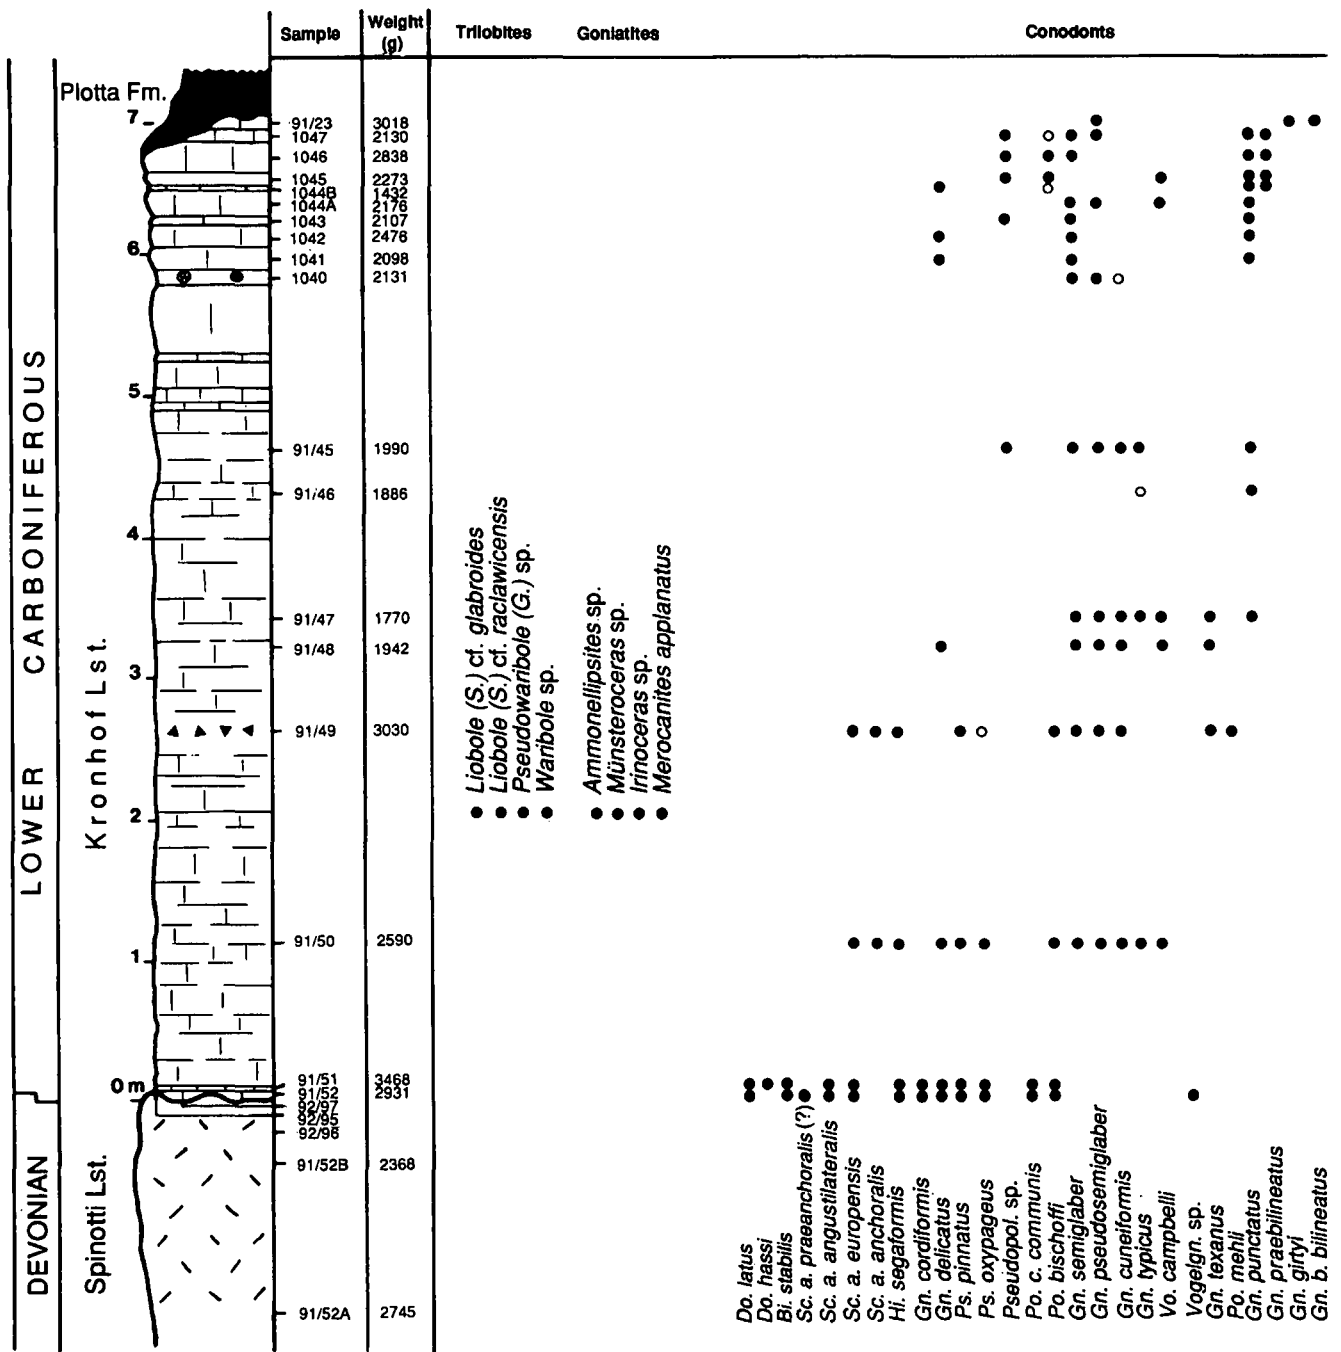 Sample
Weight
(g)
Trilobites
Goniatites
Conodonts
LOWER CARBONIFEROUS
DEVONIAN
Plotta Fm.
Kronhof Lst.
Spinotti Lst.
7
6
5
4
3
2
1
0 m
91/23 3018
1047 2130
1046 2838
1045 2273
1044B 1432
1044A 2176
1043 2107
1042 2476
1041 2098
1040 2131
91/45 1990
91/46 1886
91/47 1770
91/48 1942
91/49 3030
91/50 2590
91/51 3468
91/52 2931
92/97
92/95
92/96
91/52B 2368
91/52A 2745
Liobole (S.) cf. glabroides
Liobole (S.) cf. raclawicensis
Pseudowaribole (G.) sp.
Waribole sp.
Ammonellipsites sp.
Münsteroceras sp.
Irinoceras sp.
Merocanites applanatus
Do. latus
Do. hassi
Bi. stabilis
Sc. a. praeanchoralis (?)
Sc. a. angustilateralis
Sc. a. europensis
Sc. a. anchoralis
Hi. segaformis
Gn. cordiformis
Gn. delicatus
Ps. pinnatus
Ps. oxypageus
Pseudopol. sp.
Po. c. communis
Po. bischoffi
Gn. semiglaber
Gn. pseudosemiglaber
Gn. cuneiformis
Gn. typicus
Vo. campbelli
Vogelgn. sp.
Gn. texanus
Po. mehli
Gn. punctatus
Gn. praebilineatus
Gn. girtyi
Gn. b. bilineatus